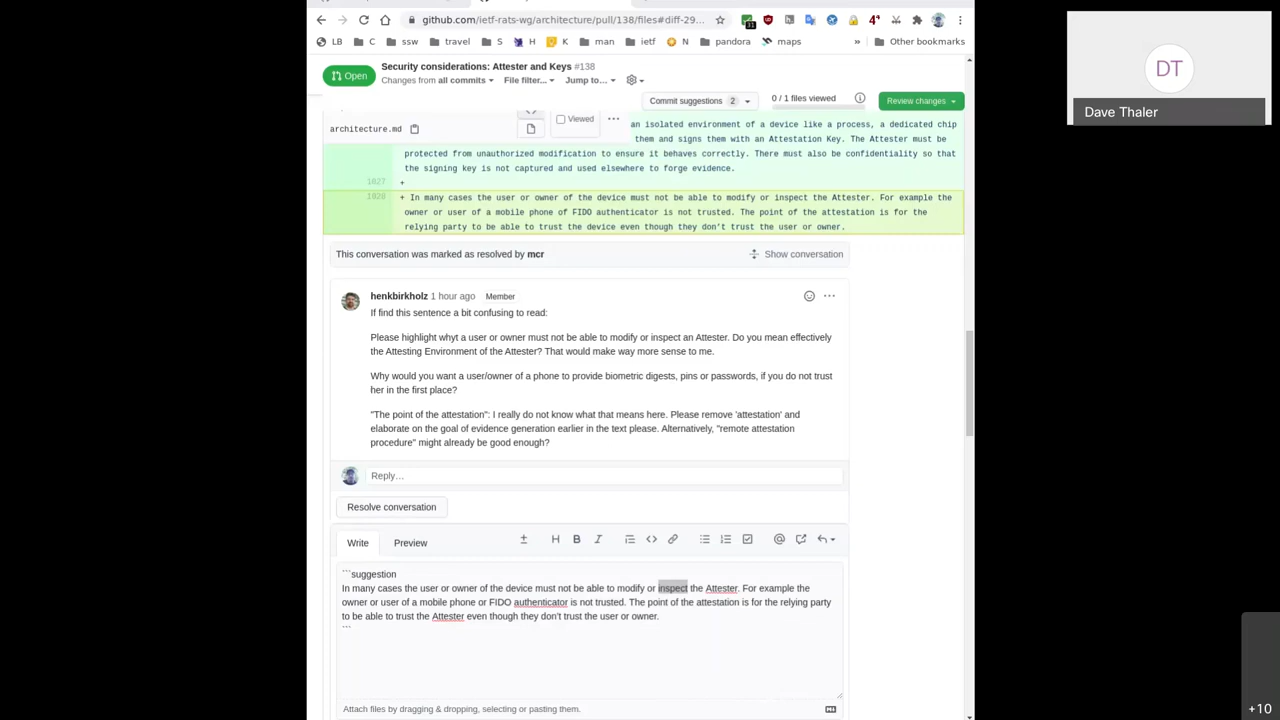 github.com/ietf-rats-wg/architecture/pull/138/files#diff-29...
LB C ssw travel S H K man ietf N pandora maps » Other bookmarks
Open
Security considerations: Attester and Keys #138
Changes from all commits File filter... Jump to...
Commit suggestions 2
0 / 1 files viewed
Review changes
architecture.md
Viewed
an isolated environment of a device like a process, a dedicated chip
them and signs them with an Attestation Key. The Attester must be
protected from unauthorized modification to ensure it behaves correctly. There must also be confidentiality so that
the signing key is not captured and used elsewhere to forge evidence.
1027 +
1028 + In many cases the user or owner of the device must not be able to modify or inspect the Attester. For example the
owner or user of a mobile phone of FIDO authenticator is not trusted. The point of the attestation is for the
relying party to be able to trust the device even though they don't trust the user or owner.
This conversation was marked as resolved by mcr
Show conversation
henkbirkholz 1 hour ago Member
If find this sentence a bit confusing to read:
Please highlight whyt a user or owner must not be able to modify or inspect an Attester. Do you mean effectively
the Attesting Environment of the Attester? That would make way more sense to me.
Why would you want a user/owner of a phone to provide biometric digests, pins or passwords, if you do not trust
her in the first place?
"The point of the attestation": I really do not know what that means here. Please remove 'attestation' and
elaborate on the goal of evidence generation earlier in the text please. Alternatively, "remote attestation
procedure" might already be good enough?
Reply...
Resolve conversation
Write Preview
```suggestion
In many cases the user or owner of the device must not be able to modify or inspect the Attester. For example the
owner or user of a mobile phone or FIDO authenticator is not trusted. The point of the attestation is for the relying party
to be able to trust the Attester even though they don't trust the user or owner.
```
Attach files by dragging & dropping, selecting or pasting them.
DT
Dave Thaler
+10